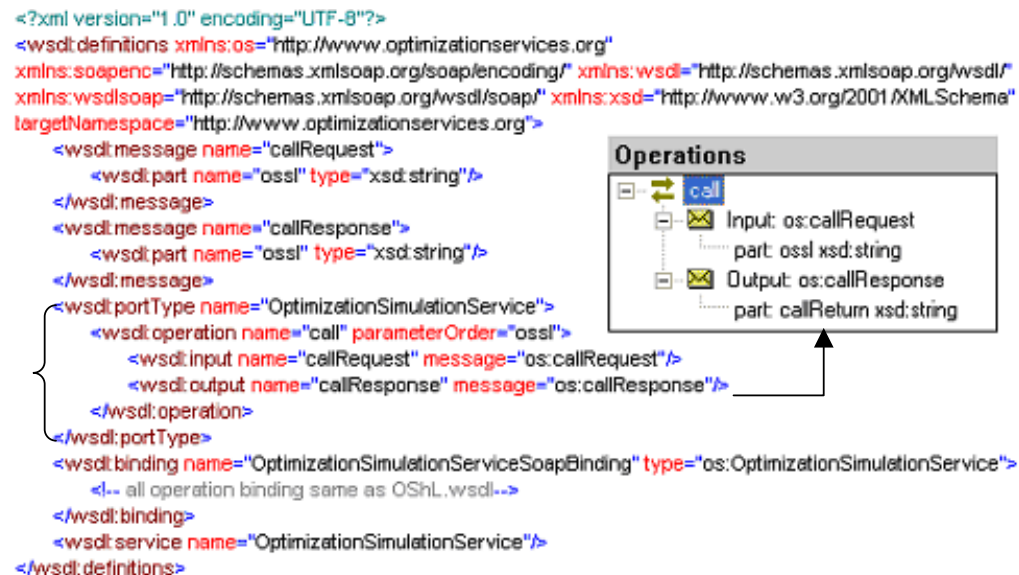 <?xml version="1.0" encoding="UTF-8"?>
<wsdl:definitions xmlns:os="http://www.optimizationservices.org"
xmlns:soapenc="http://schemas.xmlsoap.org/soap/encoding/" xmlns:wsdl="http://schemas.xmlsoap.org/wsdl/"
xmlns:wsdlsoap="http://schemas.xmlsoap.org/wsdl/soap/" xmlns:xsd="http://www.w3.org/2001/XMLSchema"
targetNamespace="http://www.optimizationservices.org">
<wsdl:message name="callRequest">
<wsdl:part name="ossl" type="xsd:string"/>
</wsdl:message>
<wsdl:message name="callResponse">
<wsdl:part name="ossl" type="xsd:string"/>
</wsdl:message>
<wsdl:portType name="OptimizationSimulationService">
<wsdl:operation name="call" parameterOrder="ossl">
<wsdl:input name="callRequest" message="os:callRequest"/>
<wsdl:output name="callResponse" message="os:callResponse"/>
</wsdl:operation>
</wsdl:portType>
<wsdl:binding name="OptimizationSimulationServiceSoapBinding" type="os:OptimizationSimulationService">
<!-- all operation binding same as OShL.wsdl-->
</wsdl:binding>
<wsdl:service name="OptimizationSimulationService"/>
</wsdl:definitions>
Operations
call
Input: os:callRequest
part: ossl xsd:string
Output: os:callResponse
part: callReturn xsd:string